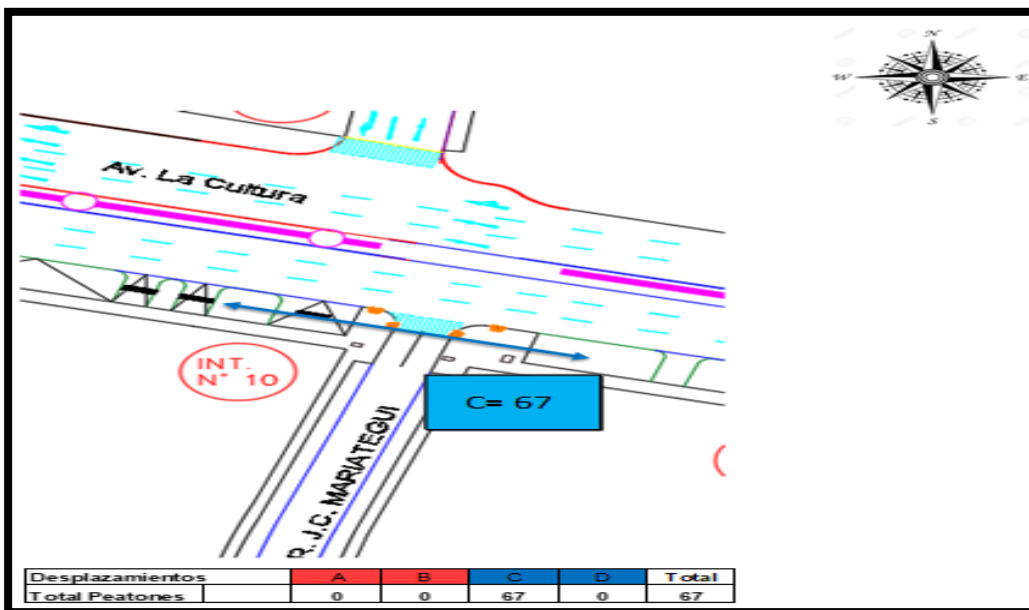 N
W E
S
Av. La Cultura
INT.
N° 10
C= 67
R. J.C. MARIATEGUI
Desplazamientos A B C D Total
Total Peatones 0 0 67 0 67